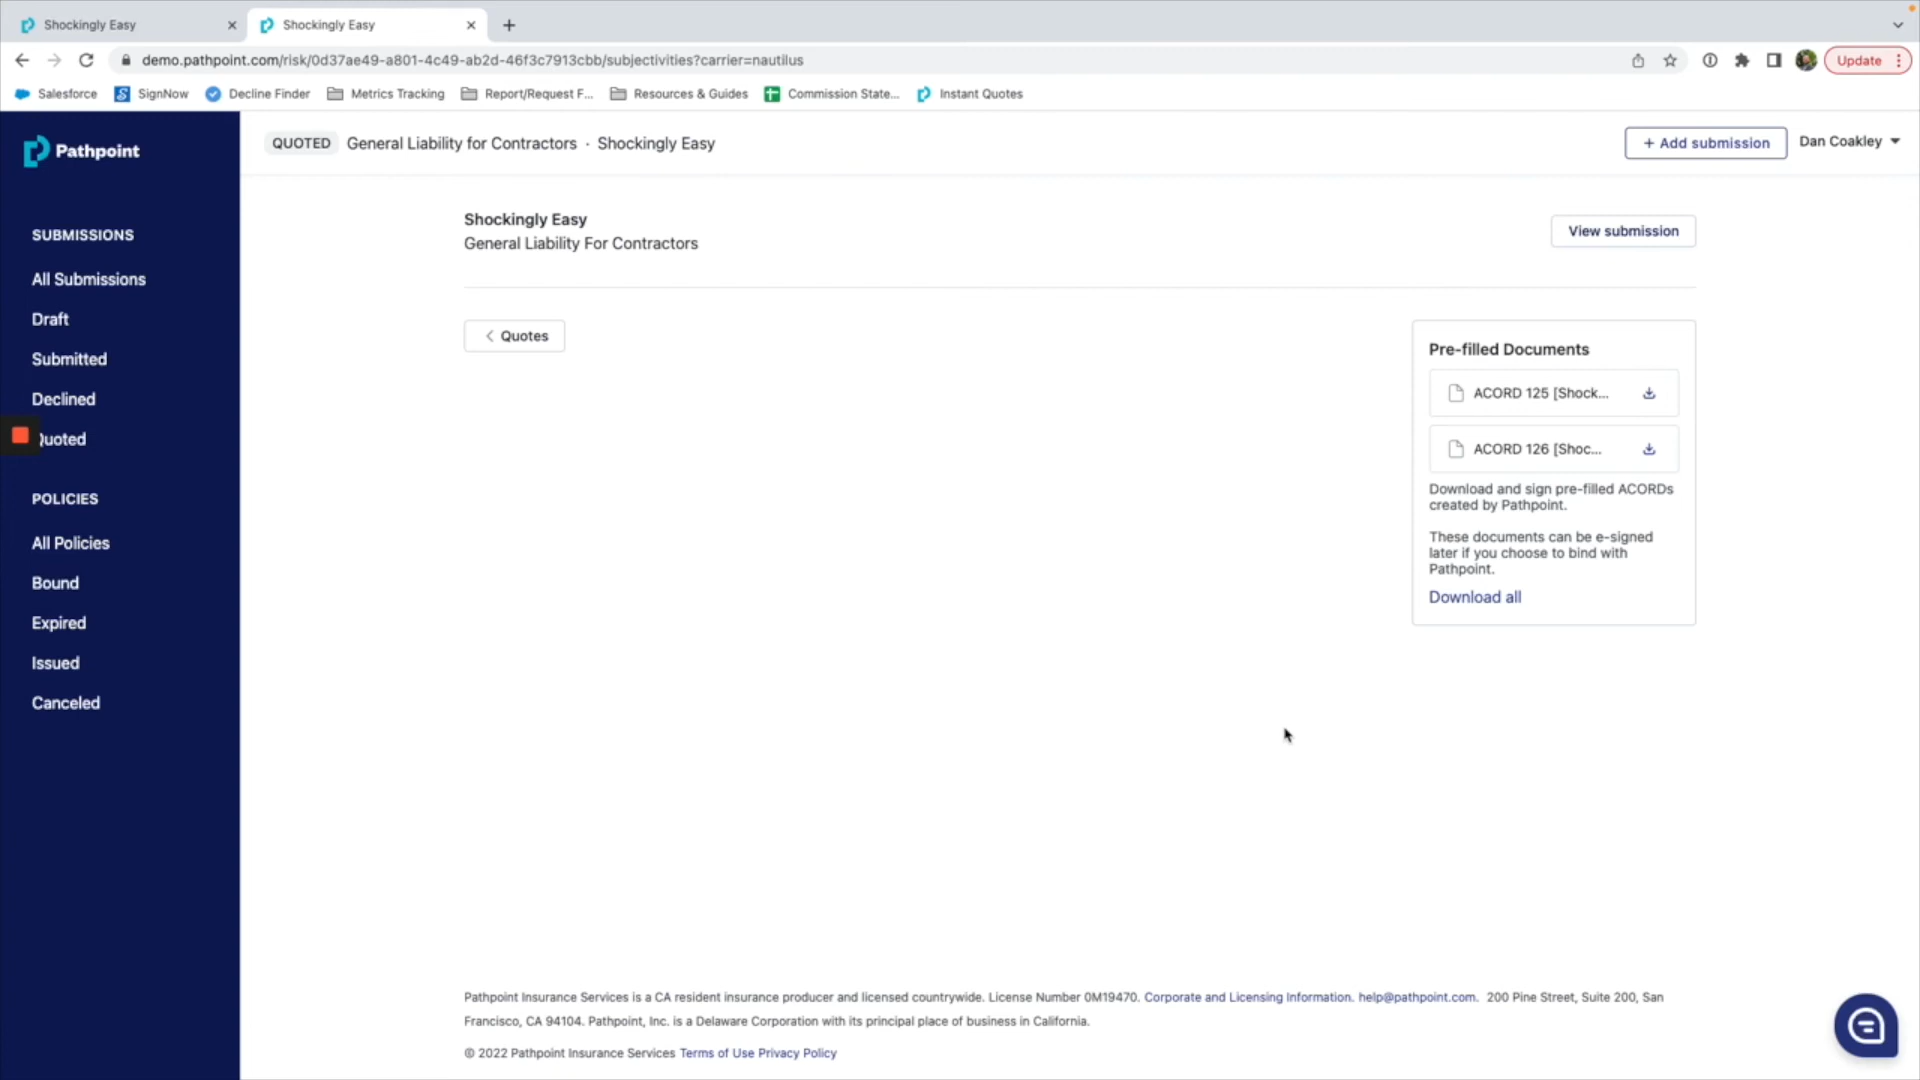 Shockingly Easy
Shockingly Easy
demo.pathpoint.com/risk/0d37ae49-a801-4c49-ab2d-46f3c7913cbb/subjectivities?carrier=nautilus
Update
Salesforce
SignNow
Decline Finder
Metrics Tracking
Report/Request F...
Resources & Guides
Commission State...
Instant Quotes
Pathpoint
QUOTED General Liability for Contractors · Shockingly Easy
+ Add submission
Dan Coakley
SUBMISSIONS
All Submissions
Draft
Submitted
Declined
Quoted
POLICIES
All Policies
Bound
Expired
Issued
Canceled
Shockingly Easy
General Liability For Contractors
View submission
Quotes
Pre-filled Documents
ACORD 125 [Shock...
ACORD 126 [Shoc...
Download and sign pre-filled ACORDs
created by Pathpoint.
These documents can be e-signed
later if you choose to bind with
Pathpoint.
Download all
Pathpoint Insurance Services is a CA resident insurance producer and licensed countrywide. License Number 0M19470. Corporate and Licensing Information. help@pathpoint.com. 200 Pine Street, Suite 200, San
Francisco, CA 94104. Pathpoint, Inc. is a Delaware Corporation with its principal place of business in California.
© 2022 Pathpoint Insurance Services Terms of Use Privacy Policy